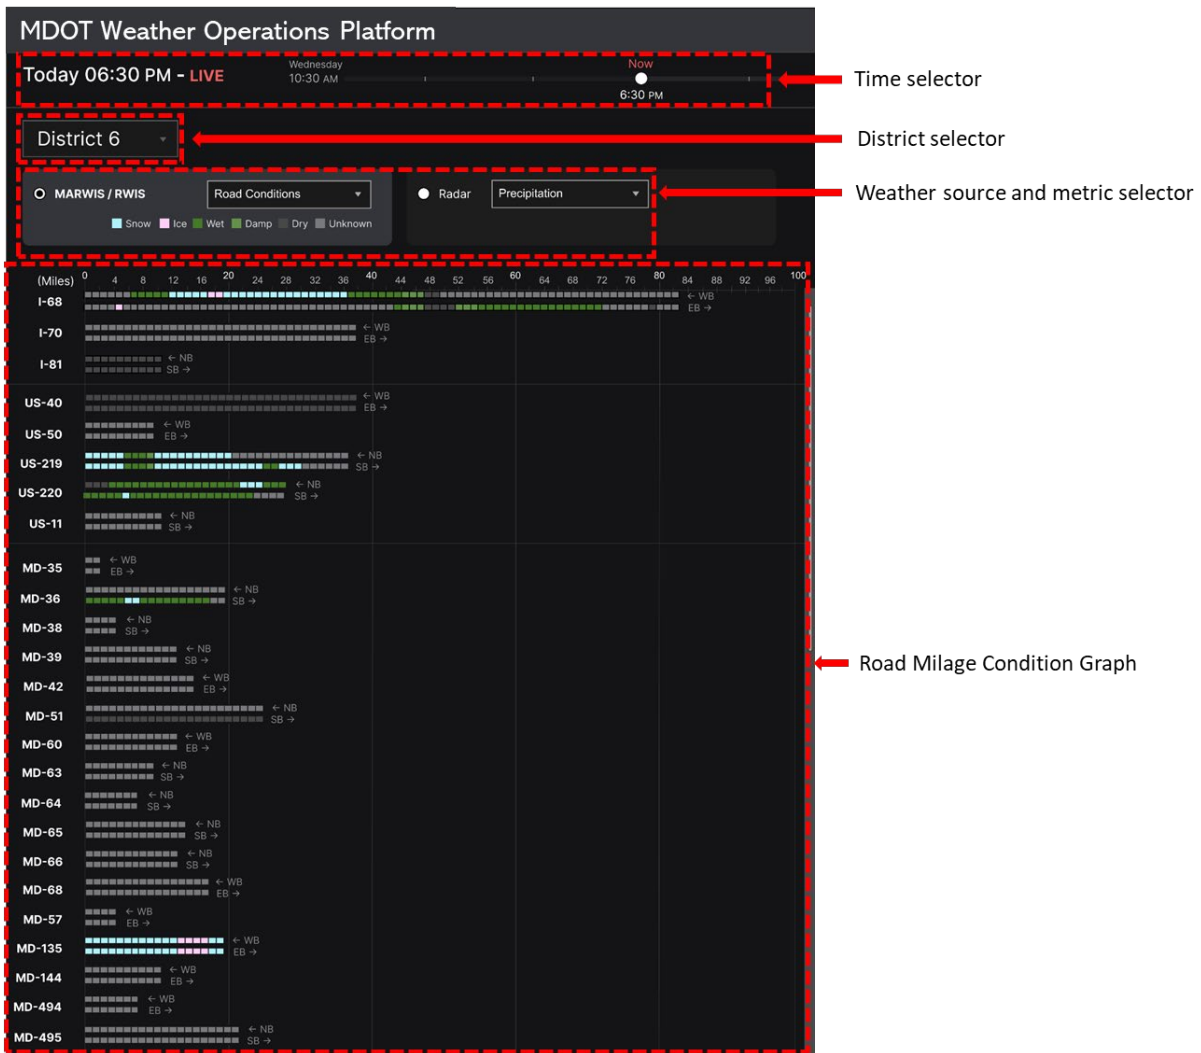 MDOT Weather Operations Platform
Today 06:30 PM - LIVE
Wednesday
10:30 AM
Now
6:30 PM
Time selector
District 6
District selector
MARWIS / RWIS
Road Conditions
Radar
Precipitation
Weather source and metric selector
Snow Ice Wet Damp Dry Unknown
(Miles) 0 4 8 12 16 20 24 28 32 36 40 44 48 52 56 60 64 68 72 76 80 84 88 92 96 100
I-68 ← WB
EB →
I-70 ← WB
EB →
I-81 ← NB
SB →
US-40 ← WB
EB →
US-50 ← WB
EB →
US-219 ← NB
SB →
US-220 ← NB
SB →
US-11 ← NB
SB →
MD-35 ← WB
EB →
MD-36 ← NB
SB →
MD-38 ← NB
SB →
MD-39 ← NB
SB →
Road Milage Condition Graph
MD-42 ← WB
EB →
MD-51 ← NB
SB →
MD-60 ← WB
EB →
MD-63 ← NB
SB →
MD-64 ← NB
SB →
MD-65 ← NB
SB →
MD-66 ← NB
SB →
MD-68 ← WB
EB →
MD-57 ← WB
EB →
MD-135 ← WB
EB →
MD-144 ← WB
EB →
MD-494 ← WB
EB →
MD-495 ← NB
SB →